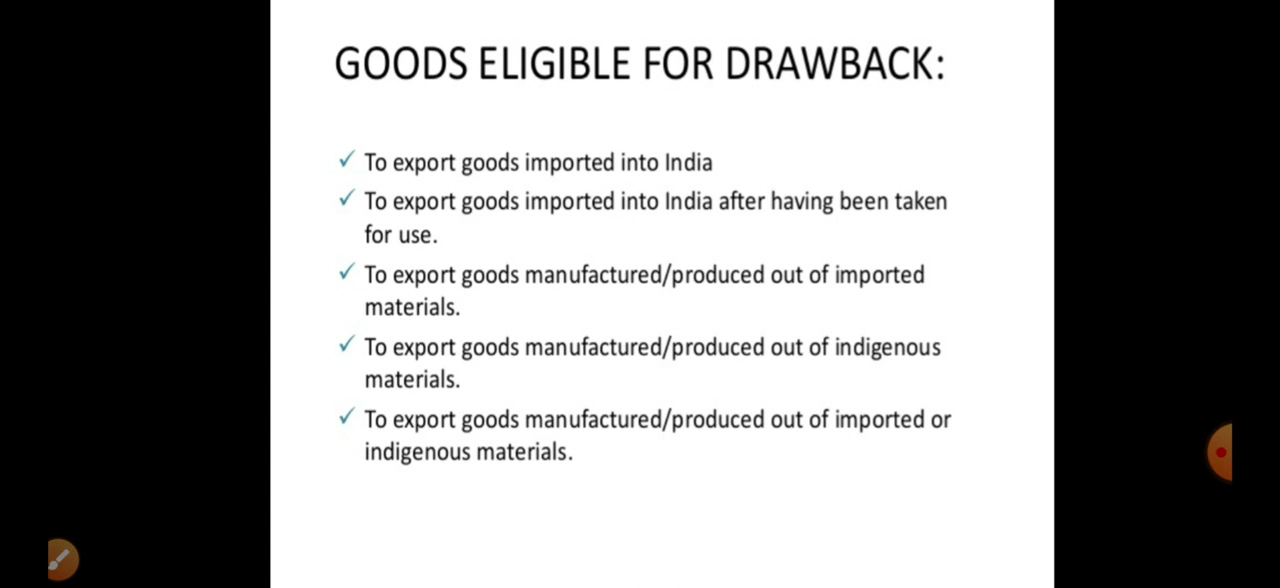 GOODS ELIGIBLE FOR DRAWBACK:
✓ To export goods imported into India
✓ To export goods imported into India after having been taken
for use.
✓ To export goods manufactured/produced out of imported
materials.
✓ To export goods manufactured/produced out of indigenous
materials.
✓ To export goods manufactured/produced out of imported or
indigenous materials.